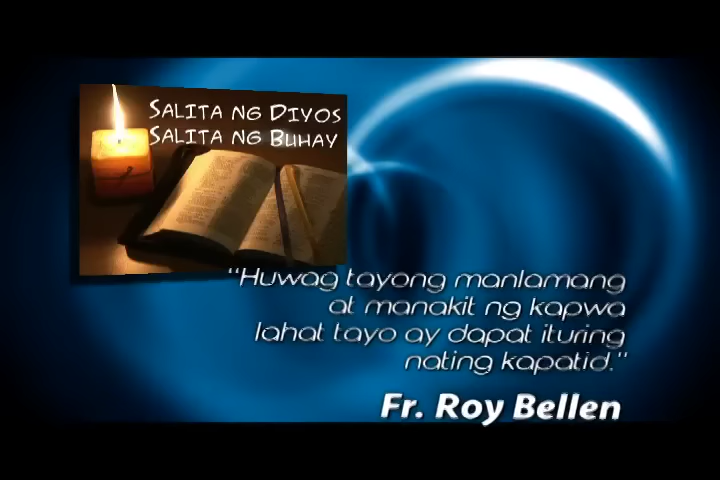 SALITA NG DIYOS
SALITA NG BUHAY
"Huwag tayong manlamang
at manakit ng kapwa
lahat tayo ay dapat ituring
nating kapatid."
Fr. Roy Bellen